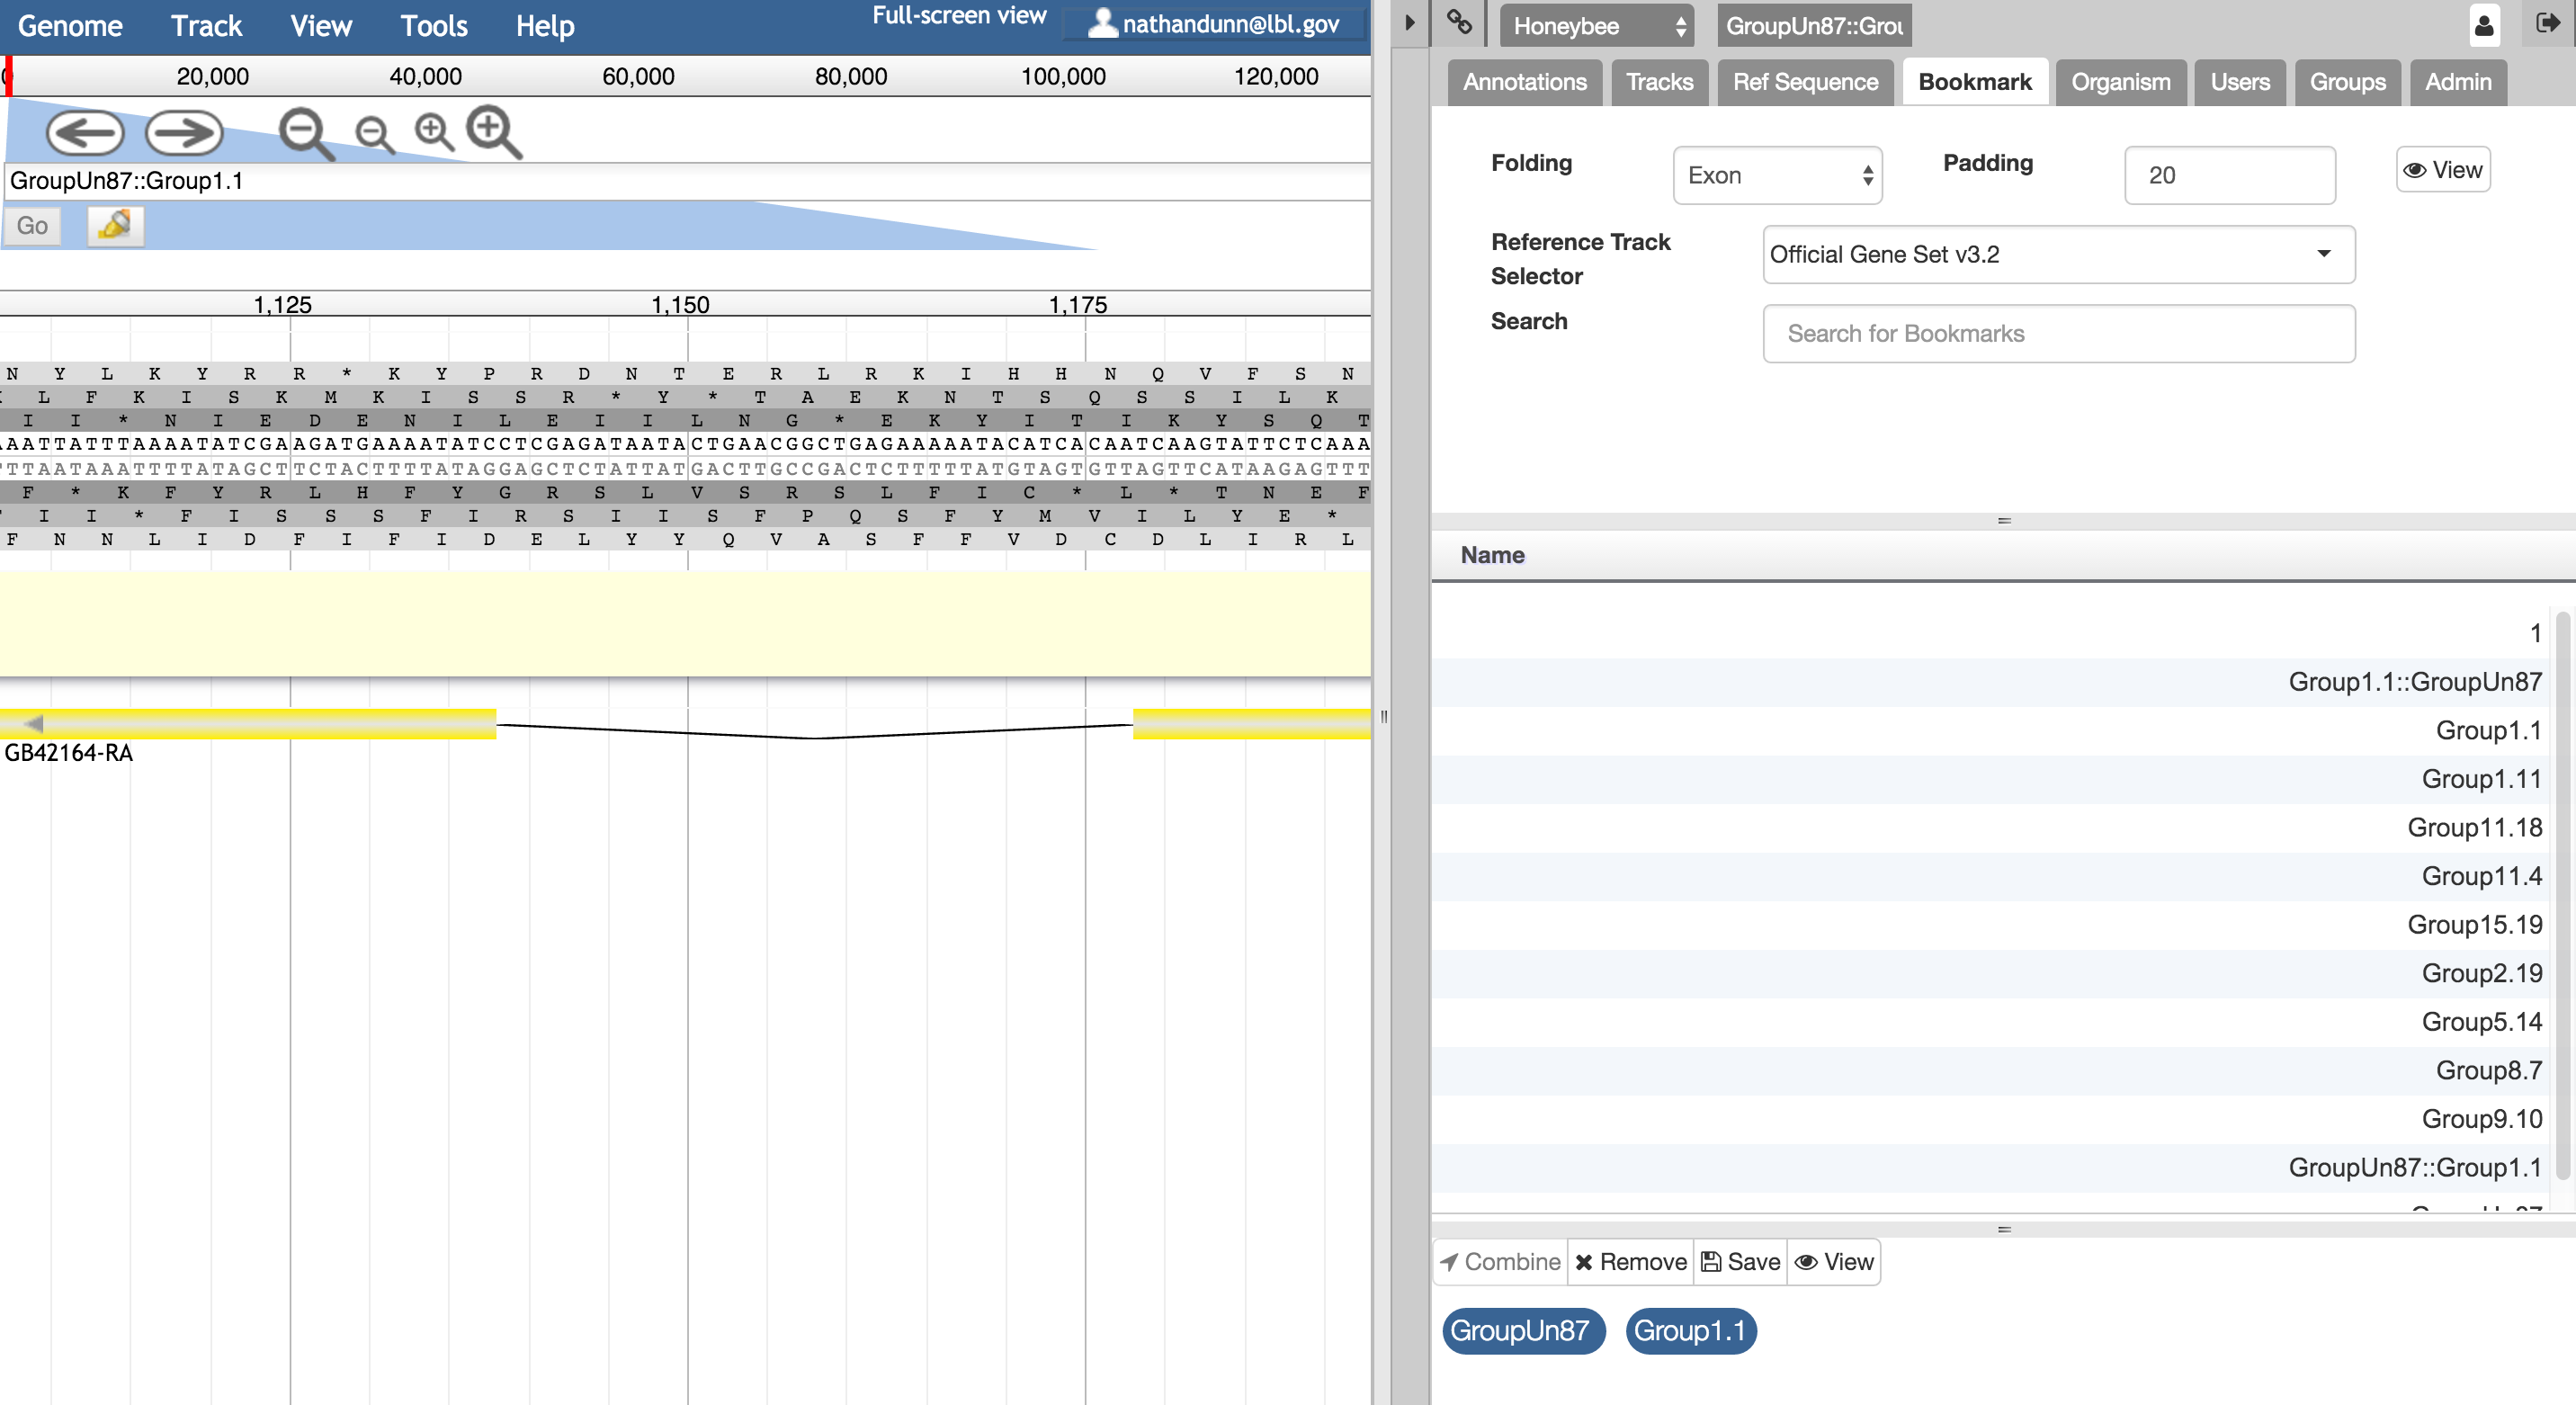 Genome Track View Tools Help Full-screen view nathandunn@lbl.gov
0 20,000 40,000 60,000 80,000 100,000 120,000
GroupUn87::Group1.1
Go
1,125 1,150 1,175
N Y L K Y R R * K Y P R D N T E R L R K I H H N Q V F S N
L F K I S K M K I S S R * Y * T A E K N T S Q S S I L K
I I * N I E D E N I L E I I L N G * E K Y I T I K Y S Q T
AAATTATTTAAAATATCGAAGATGAAAATATCCTCGAGATAATACTGAACGGCTGAGAAAAATACATCACAATCAAGTATTCTCAAA
TTTAATAAATTTTATAGCTTCTACTTTTATAGGAGCTCTATTATGACTTGCCGACTCTTTTTATGTAGTGTTAGTTCATAAGAGTTT
F * K F Y R L H F Y G R S L V S R S L F I C * L * T N E F
I I * F I S S S F I R S I I S F P Q S F Y M V I L Y E *
F N N L I D F I F I D E L Y Y Q V A S F F V D C D L I R L
GB42164-RA
Honeybee GroupUn87::Grou
Annotations Tracks Ref Sequence Bookmark Organism Users Groups Admin
Folding Exon Padding 20 View
Reference Track Selector Official Gene Set v3.2
Search Search for Bookmarks
Name
1
Group1.1::GroupUn87
Group1.1
Group1.11
Group11.18
Group11.4
Group15.19
Group2.19
Group5.14
Group8.7
Group9.10
GroupUn87::Group1.1
Combine Remove Save View
GroupUn87 Group1.1